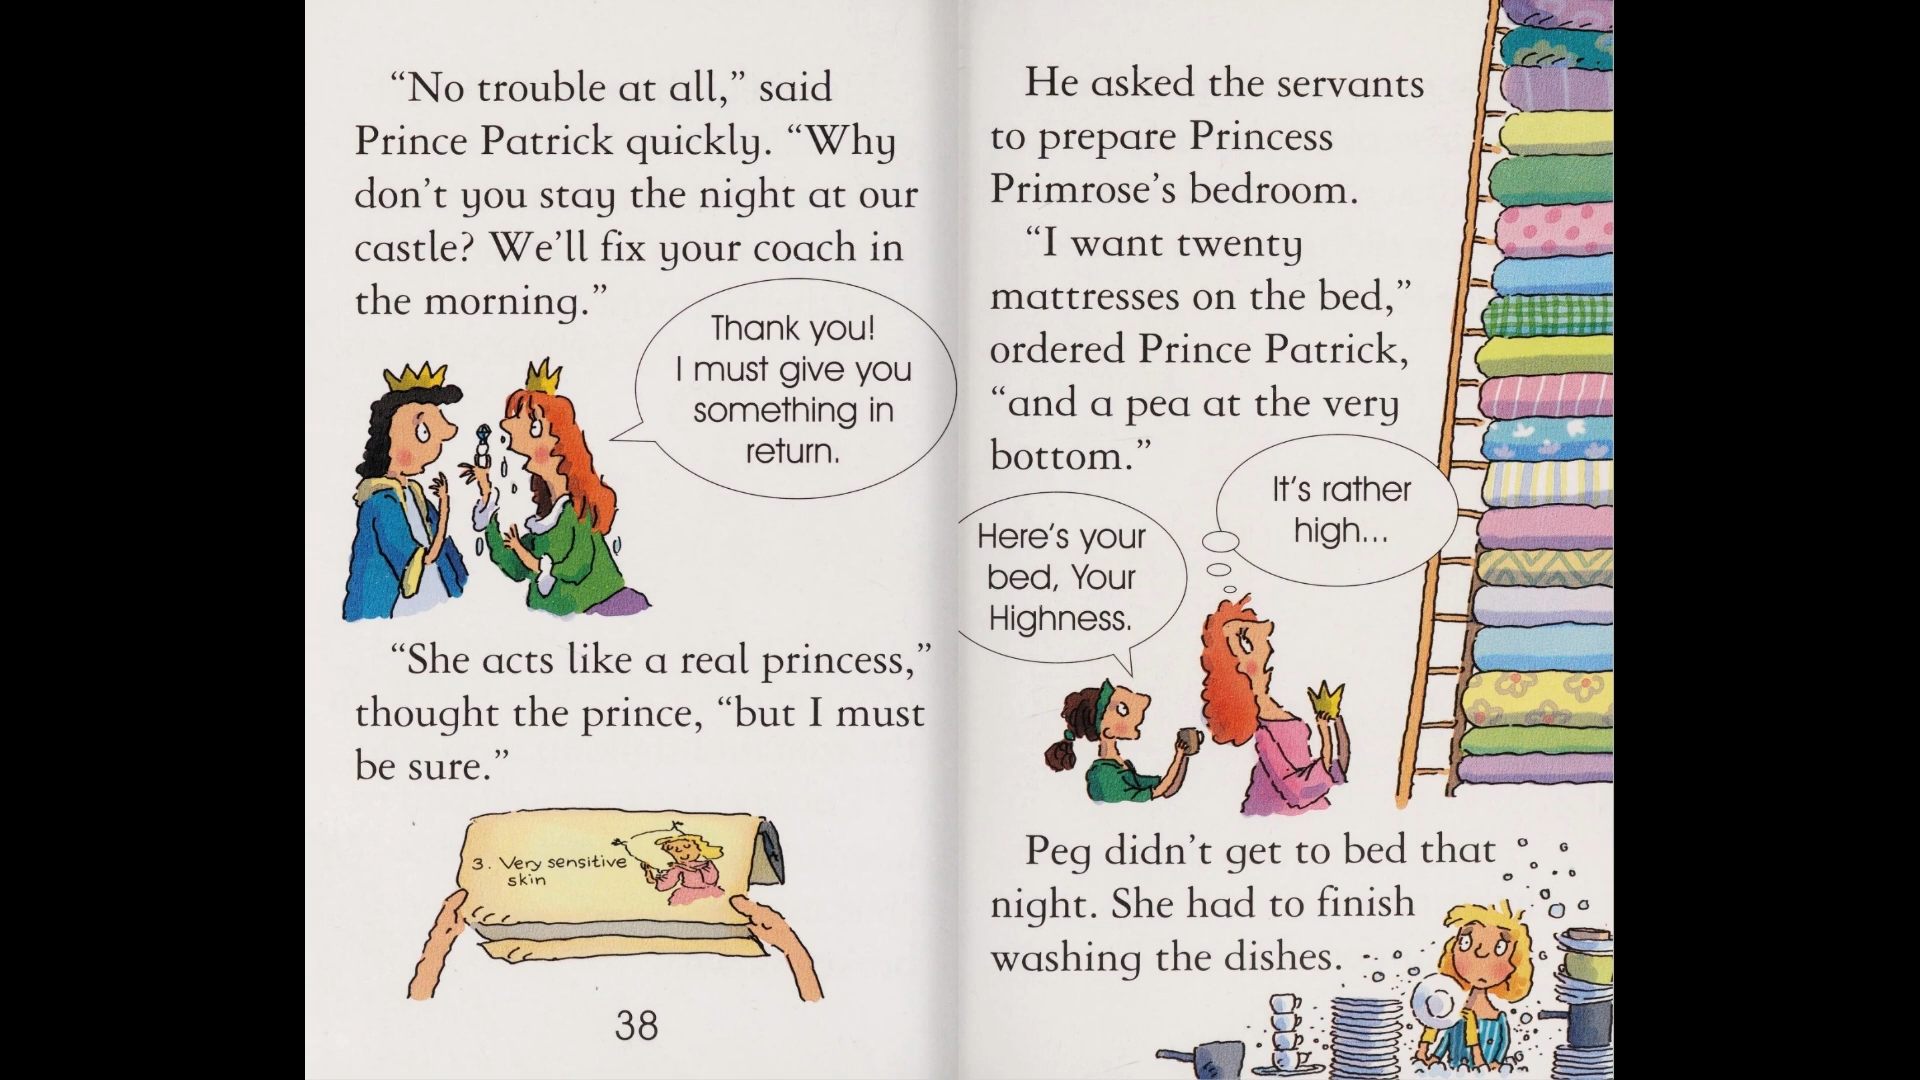 “No trouble at all,” said
Prince Patrick quickly. “Why
don’t you stay the night at our
castle? We’ll fix your coach in
the morning.”
Thank you!
I must give you
something in
return.
“She acts like a real princess,”
thought the prince, “but I must
be sure.”
3. Very sensitive
skin
38
He asked the servants
to prepare Princess
Primrose’s bedroom.
“I want twenty
mattresses on the bed,”
ordered Prince Patrick,
“and a pea at the very
bottom.”
Here’s your
bed, Your
Highness.
It’s rather
high...
Peg didn’t get to bed that
night. She had to finish
washing the dishes.